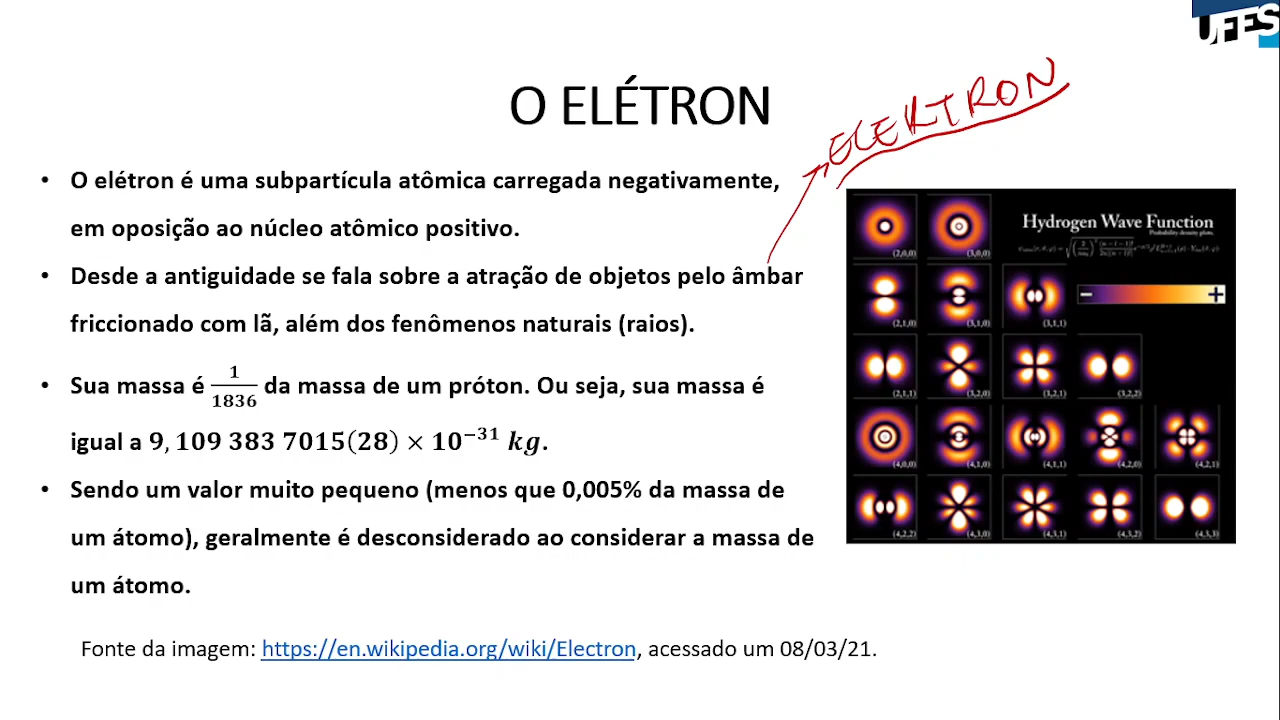 UFES
O ELÉTRON
ELEKTRON
• O elétron é uma subpartícula atômica carregada negativamente,
em oposição ao núcleo atômico positivo.
• Desde a antiguidade se fala sobre a atração de objetos pelo âmbar
friccionado com lã, além dos fenômenos naturais (raios).
• Sua massa é 1/1836 da massa de um próton. Ou seja, sua massa é
igual a 9,109 383 7015(28) × 10⁻³¹ kg.
• Sendo um valor muito pequeno (menos que 0,005% da massa de
um átomo), geralmente é desconsiderado ao considerar a massa de
um átomo.
Hydrogen Wave Function
Probability density plots.
− +
(2,0,0) (3,0,0)
(2,1,0) (3,1,0) (3,1,1)
(2,1,1) (3,2,0) (3,2,1) (3,2,2)
(4,0,0) (4,1,0) (4,1,1) (4,2,0) (4,2,1)
(4,2,2) (4,3,0) (4,3,1) (4,3,2) (4,3,3)
Fonte da imagem: https://en.wikipedia.org/wiki/Electron, acessado um 08/03/21.